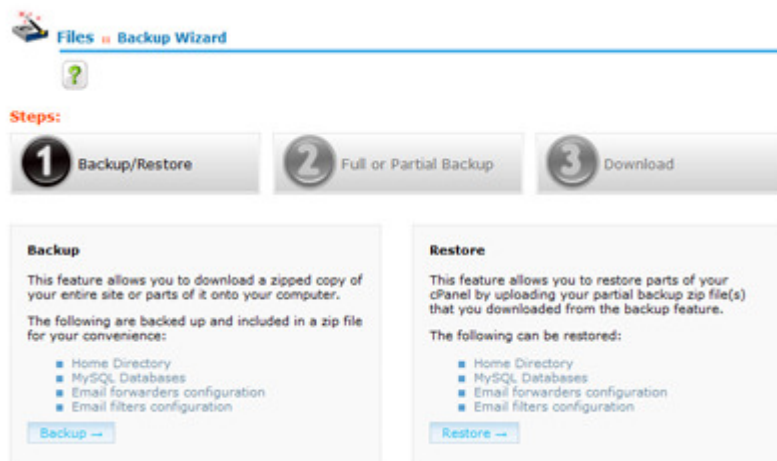 Files :: Backup Wizard
?
Steps:
1 Backup/Restore
2 Full or Partial Backup
3 Download
Backup
This feature allows you to download a zipped copy of
your entire site or parts of it onto your computer.
The following are backed up and included in a zip file
for your convenience:
Home Directory
MySQL Databases
Email forwarders configuration
Email filters configuration
Backup →
Restore
This feature allows you to restore parts of your
cPanel by uploading your partial backup zip file(s)
that you downloaded from the backup feature.
The following can be restored:
Home Directory
MySQL Databases
Email forwarders configuration
Email filters configuration
Restore →